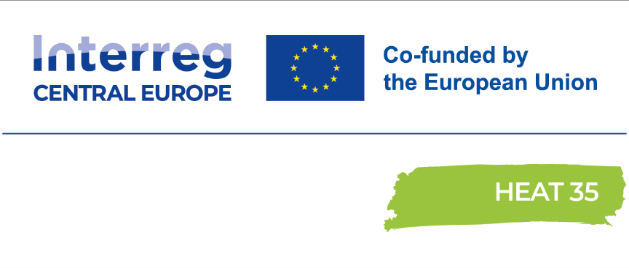 Interreg
CENTRAL EUROPE
Co-funded by
the European Union
HEAT 35